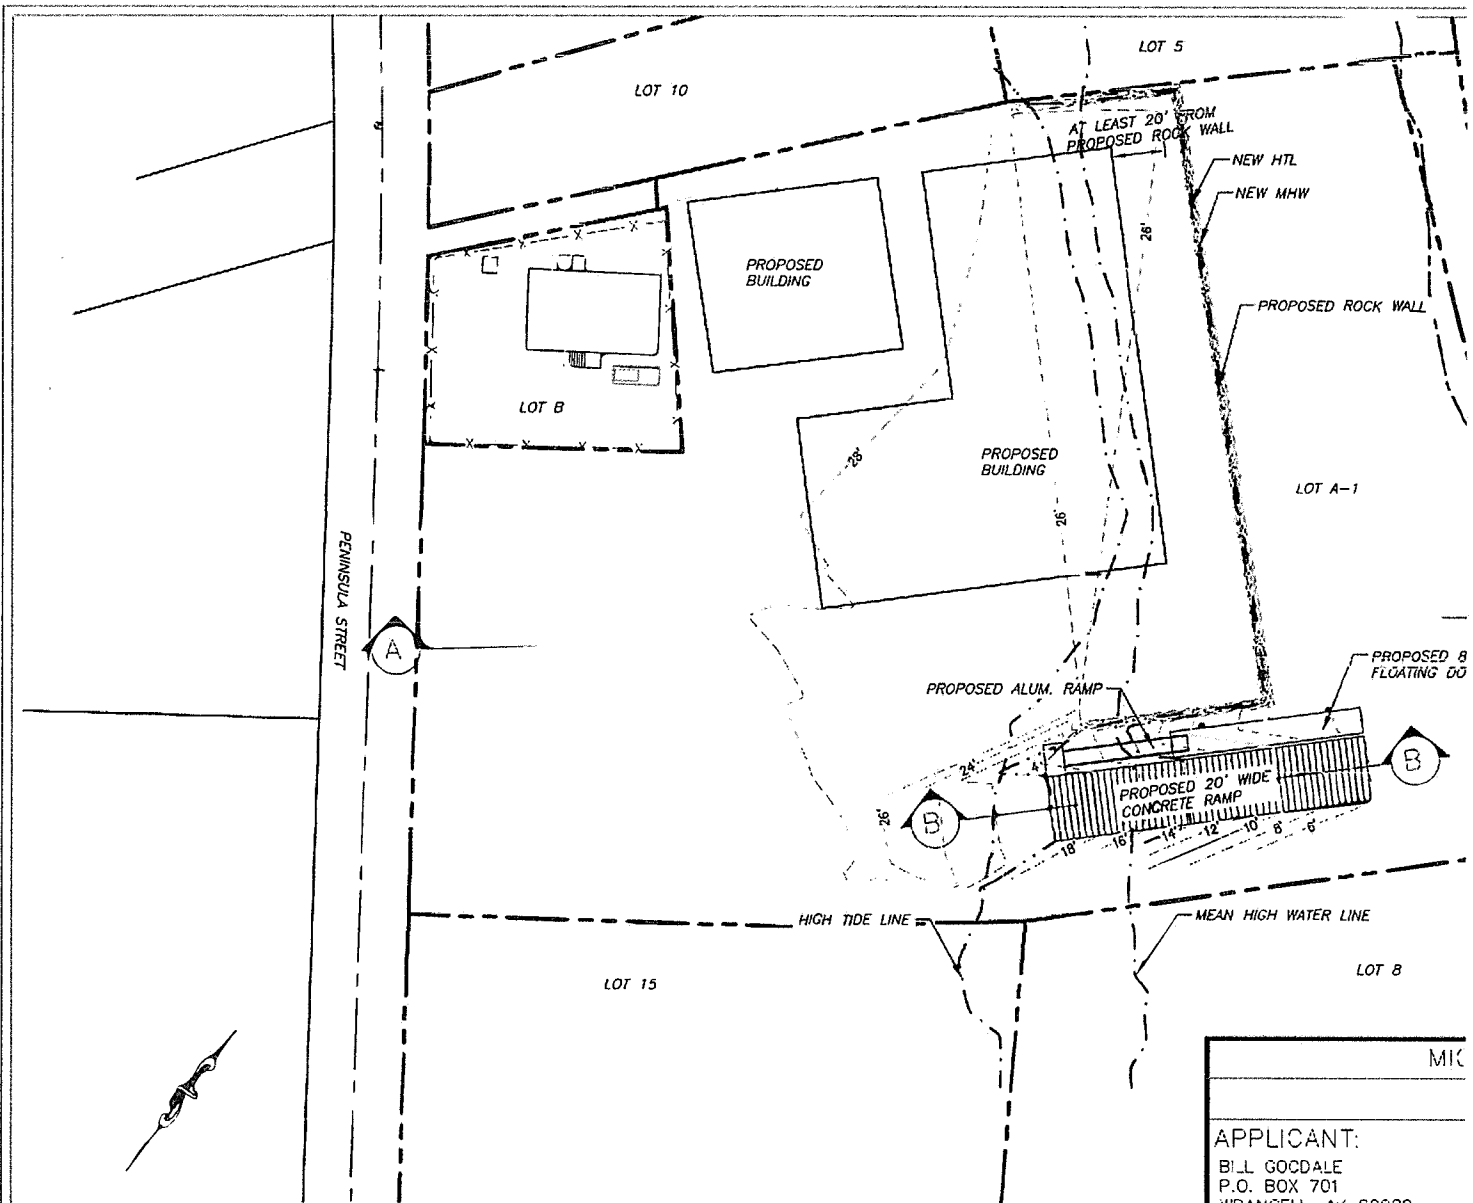 LOT 5
LOT 10
AT LEAST 20' FROM
PROPOSED ROCK WALL
NEW HTL
NEW MHW
26'
PROPOSED
BUILDING
PROPOSED ROCK WALL
LOT B
28'
PROPOSED
BUILDING
LOT A-1
26'
PENINSULA STREET
A
PROPOSED 8
FLOATING DO
PROPOSED ALUM. RAMP
24'
4'
B
PROPOSED 20' WIDE
CONCRETE RAMP
26'
B
18'
16'
14'
12'
10'
8'
6'
HIGH TIDE LINE
MEAN HIGH WATER LINE
LOT 15
LOT 8
APPLICANT:
BILL GOODALE
P.O. BOX 701